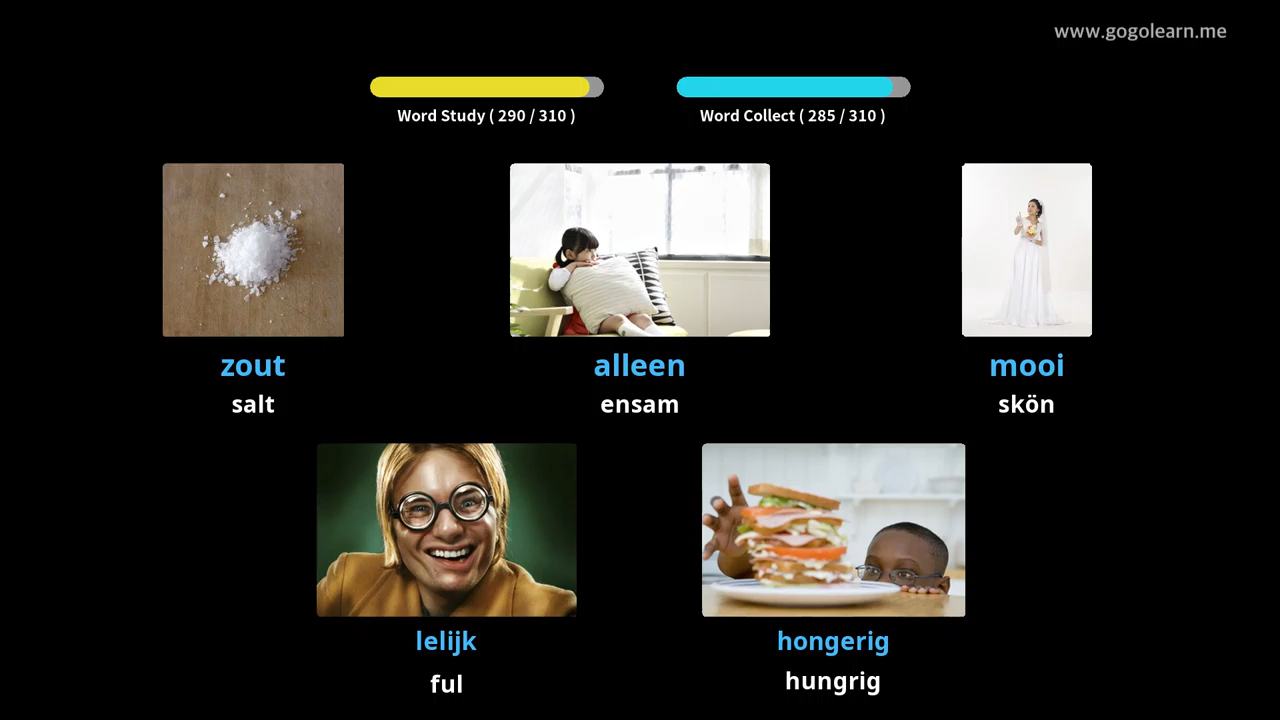 www.gogolearn.me
Word Study ( 290 / 310 )
Word Collect ( 285 / 310 )
zout
alleen
mooi
salt
ensam
skön
lelijk
hongerig
ful
hungrig